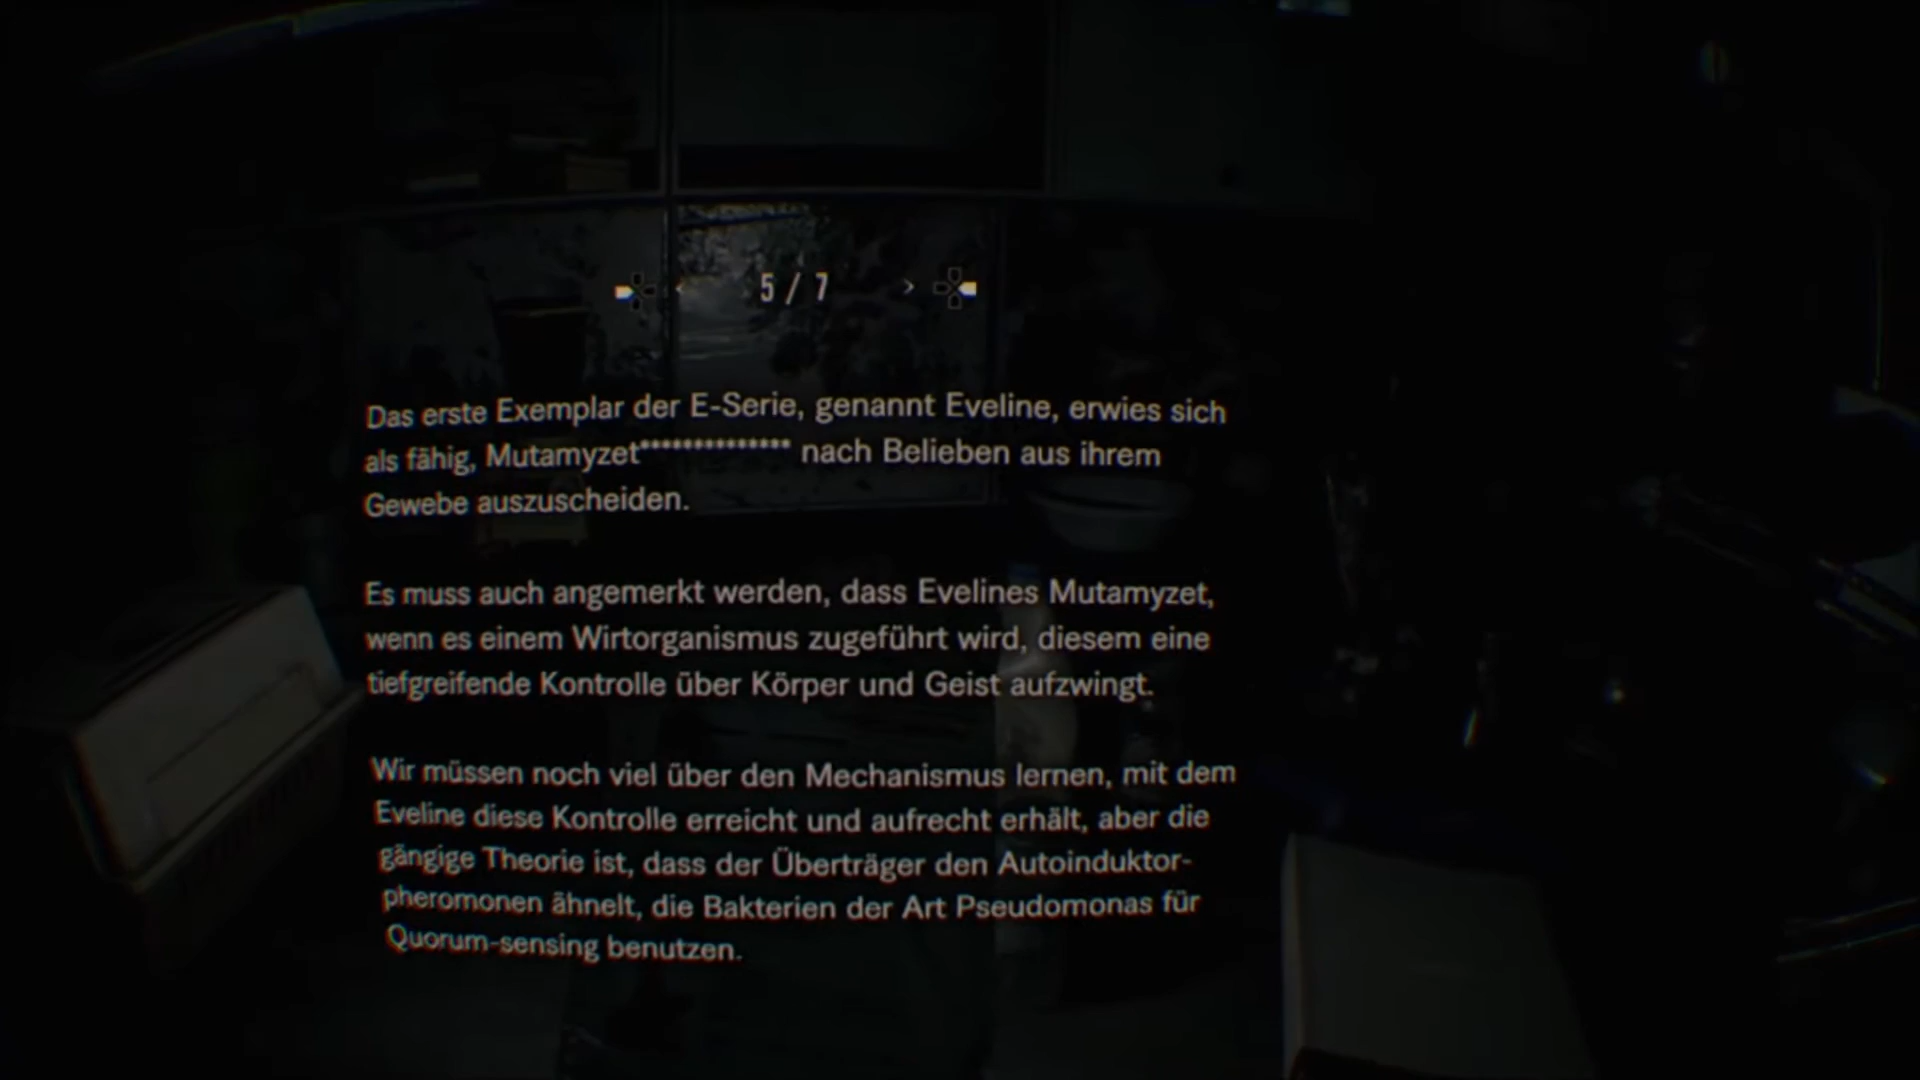 5 / 7
Das erste Exemplar der E-Serie, genannt Eveline, erwies sich
als fähig, Mutamyzet************** nach Belieben aus ihrem
Gewebe auszuscheiden.
Es muss auch angemerkt werden, dass Evelines Mutamyzet,
wenn es einem Wirtorganismus zugeführt wird, diesem eine
tiefgreifende Kontrolle über Körper und Geist aufzwingt.
Wir müssen noch viel über den Mechanismus lernen, mit dem
Eveline diese Kontrolle erreicht und aufrecht erhält, aber die
gängige Theorie ist, dass der Überträger den Autoinduktor-
pheromonen ähnelt, die Bakterien der Art Pseudomonas für
Quorum-sensing benutzen.